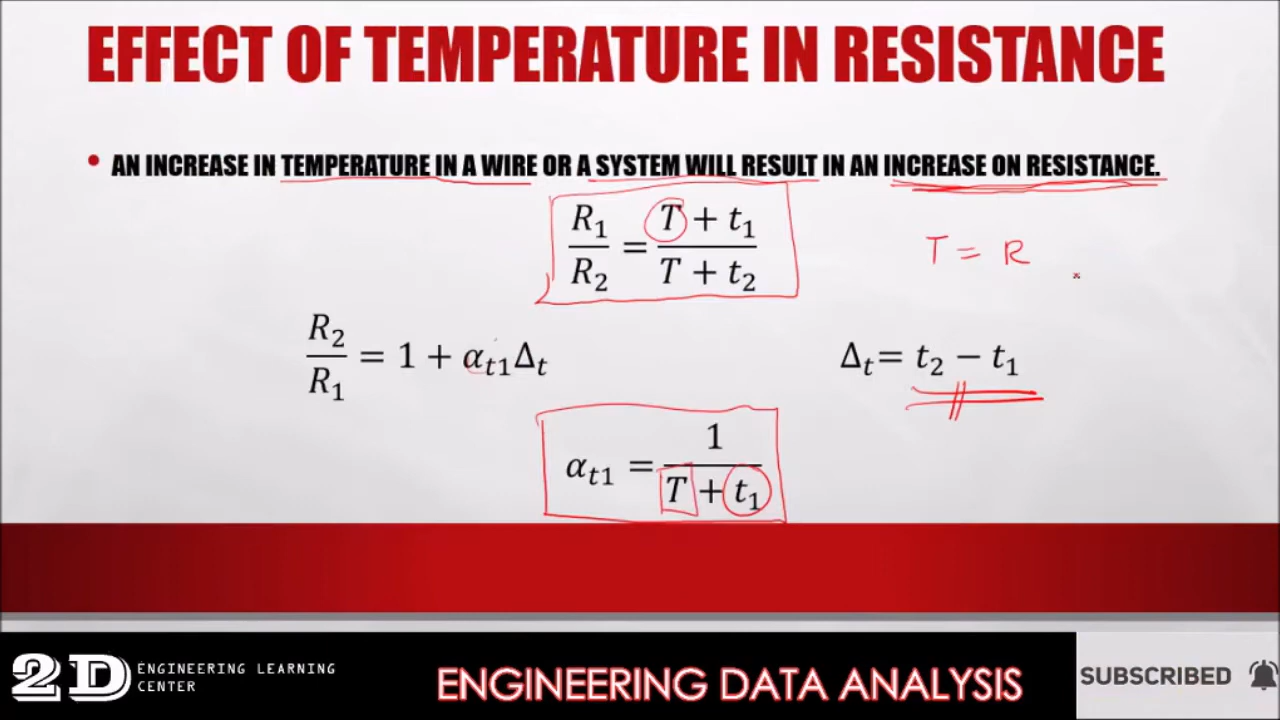 EFFECT OF TEMPERATURE IN RESISTANCE
• AN INCREASE IN TEMPERATURE IN A WIRE OR A SYSTEM WILL RESULT IN AN INCREASE ON RESISTANCE.
R₁/R₂ = (T + t₁)/(T + t₂)
T = R
R₂/R₁ = 1 + αₜ₁Δₜ
Δₜ= t₂ − t₁
αₜ₁ = 1/(T + t₁)
2D ENGINEERING LEARNING
CENTER
ENGINEERING DATA ANALYSIS
SUBSCRIBED